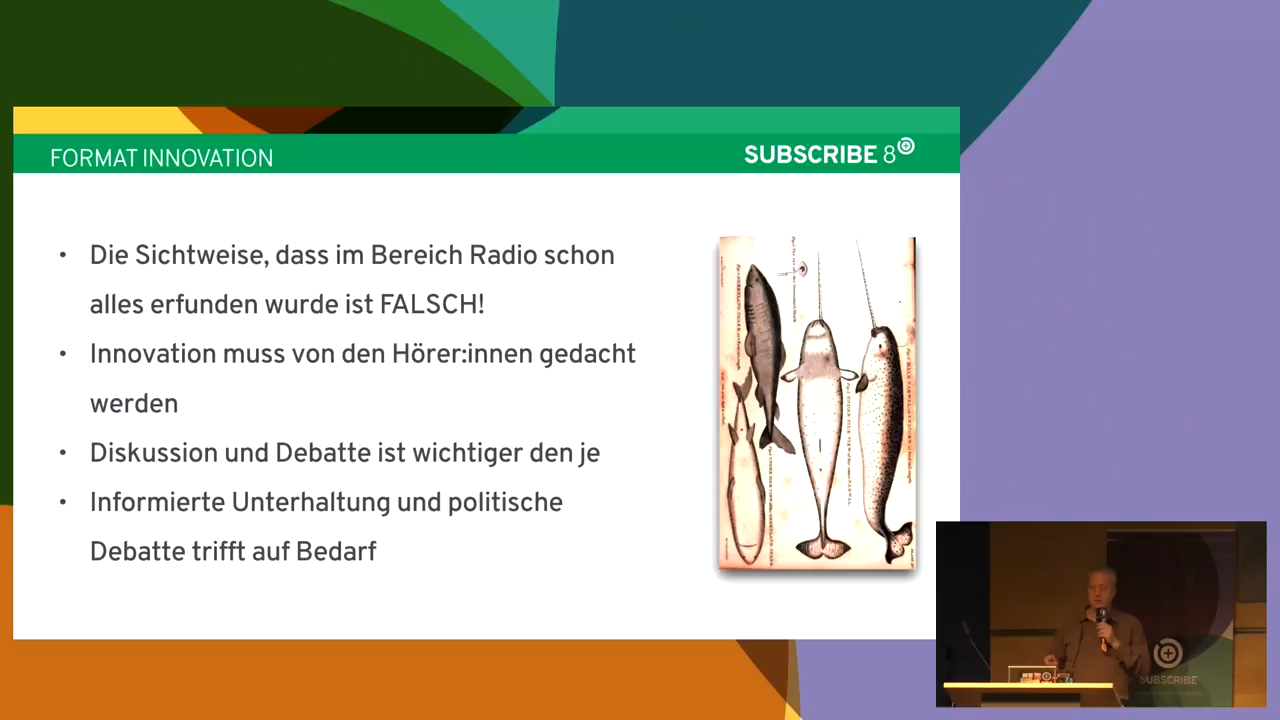 FORMAT INNOVATION
SUBSCRIBE 8
• Die Sichtweise, dass im Bereich Radio schon
alles erfunden wurde ist FALSCH!
• Innovation muss von den Hörer:innen gedacht
werden
• Diskussion und Debatte ist wichtiger den je
• Informierte Unterhaltung und politische
Debatte trifft auf Bedarf
SUBSCRIBE